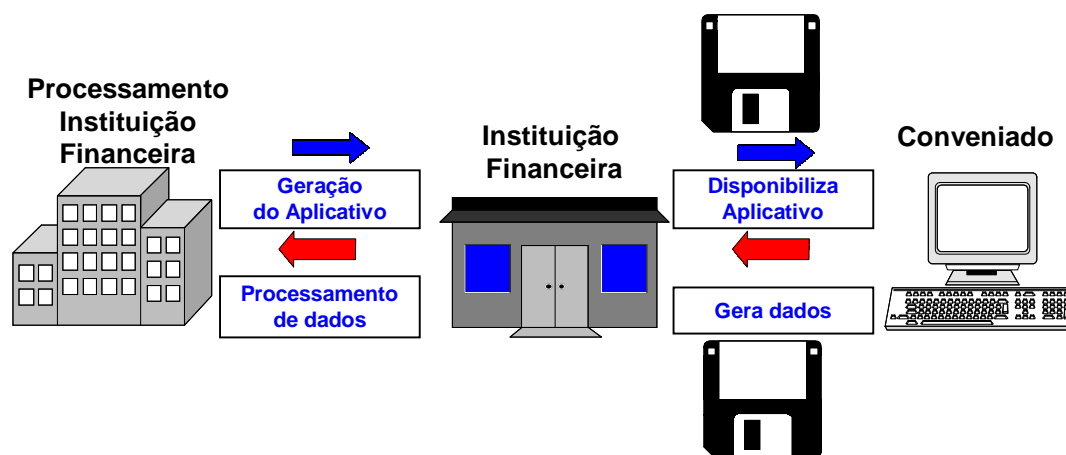 Processamento
Instituição
Financeira
Geração
do Aplicativo
Processamento
de dados
Instituição
Financeira
Disponibiliza
Aplicativo
Gera dados
Conveniado